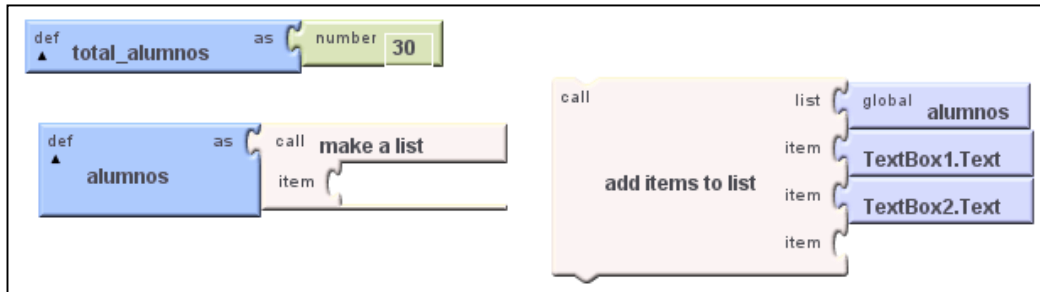 def total_alumnos as number 30
def alumnos as call make a list
item
call add items to list
list global alumnos
item TextBox1.Text
item TextBox2.Text
item